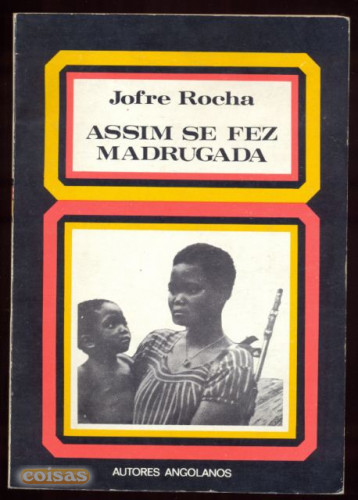 Jofre Rocha
ASSIM SE FEZ
MADRUGADA
coisas
AUTORES ANGOLANOS